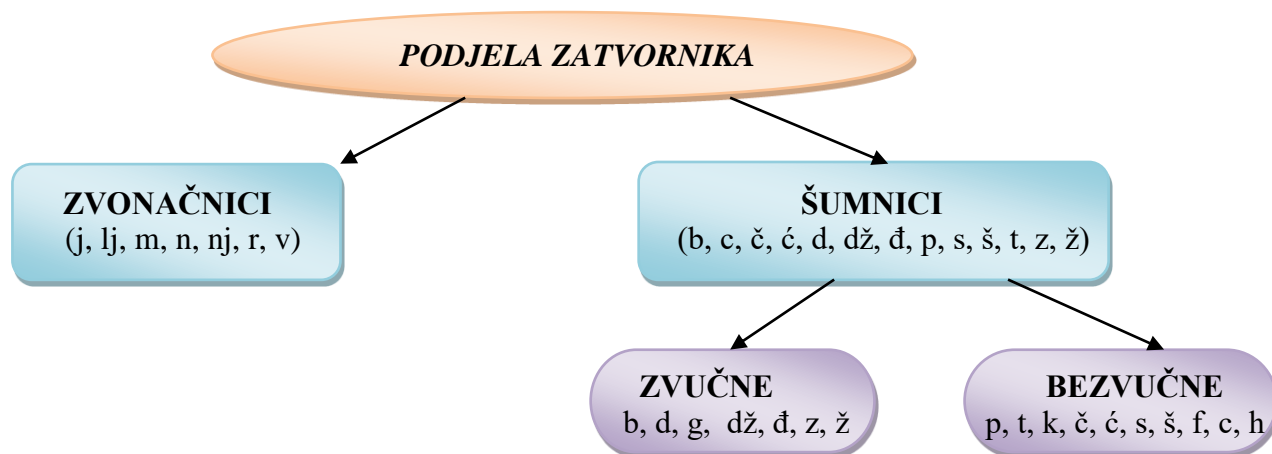 PODJELA ZATVORNIKA
ZVONAČNICI
(j, lj, m, n, nj, r, v)
ŠUMNICI
(b, c, č, ć, d, dž, đ, p, s, š, t, z, ž)
ZVUČNE
b, d, g, dž, đ, z, ž
BEZVUČNE
p, t, k, č, ć, s, š, f, c, h